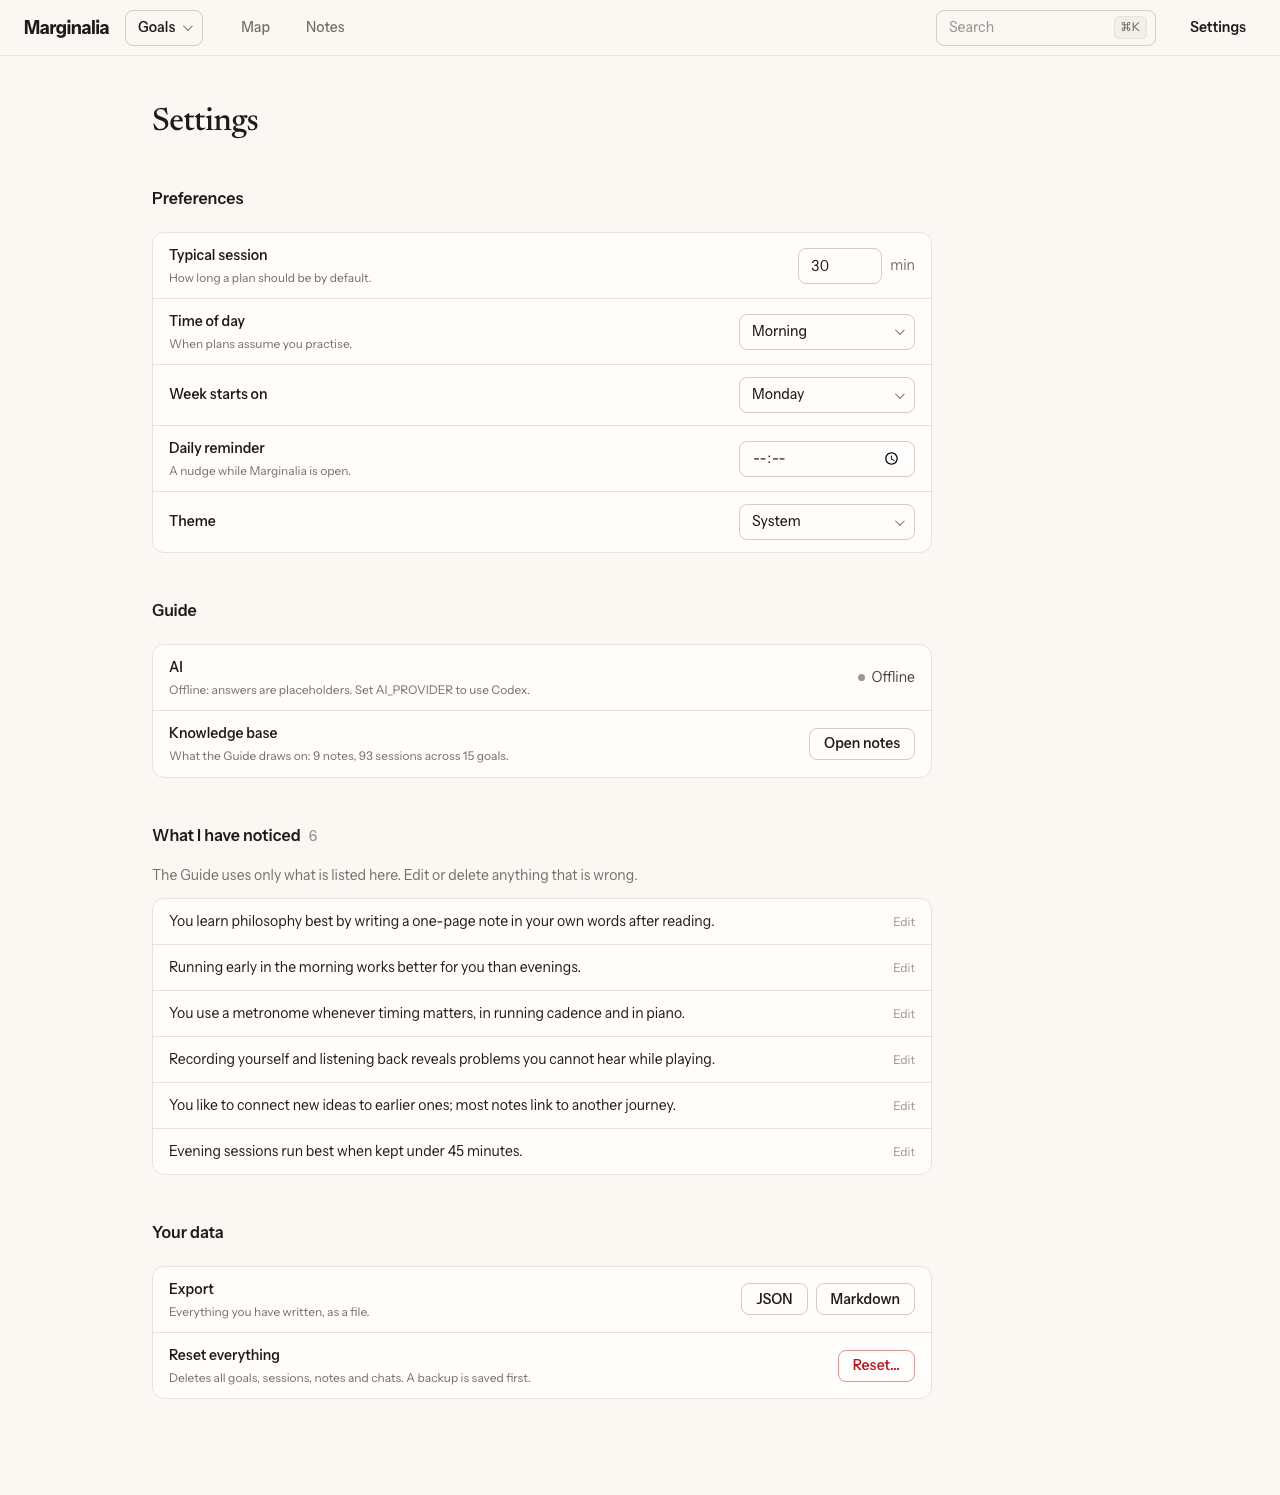 Marginalia
Goals
Map
Notes
Search
⌘K
Settings
Settings
Preferences
Typical session
How long a plan should be by default.
30
min
Time of day
When plans assume you practise.
Morning
Week starts on
Monday
Daily reminder
A nudge while Marginalia is open.
--:--
Theme
System
Guide
AI
Offline: answers are placeholders. Set AI_PROVIDER to use Codex.
Offline
Knowledge base
What the Guide draws on: 9 notes, 93 sessions across 15 goals.
Open notes
What I have noticed 6
The Guide uses only what is listed here. Edit or delete anything that is wrong.
You learn philosophy best by writing a one-page note in your own words after reading.
Edit
Running early in the morning works better for you than evenings.
Edit
You use a metronome whenever timing matters, in running cadence and in piano.
Edit
Recording yourself and listening back reveals problems you cannot hear while playing.
Edit
You like to connect new ideas to earlier ones; most notes link to another journey.
Edit
Evening sessions run best when kept under 45 minutes.
Edit
Your data
Export
Everything you have written, as a file.
JSON
Markdown
Reset everything
Deletes all goals, sessions, notes and chats. A backup is saved first.
Reset...